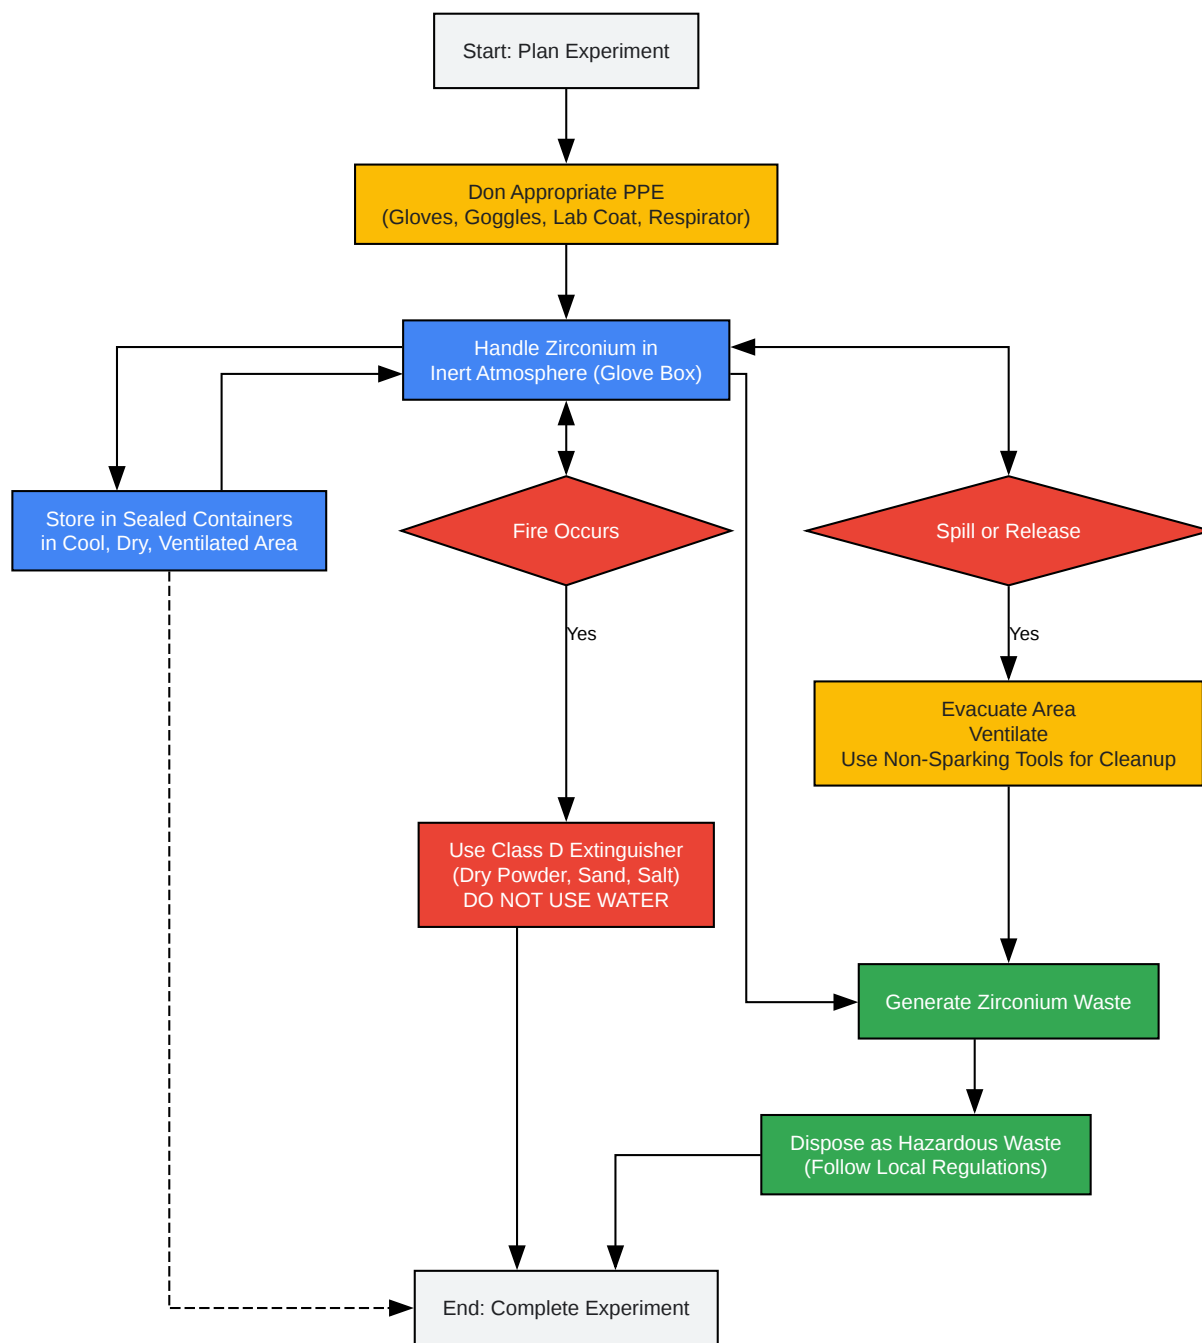 Start: Plan Experiment
Don Appropriate PPE
(Gloves, Goggles, Lab Coat, Respirator)
Handle Zirconium in
Inert Atmosphere (Glove Box)
Store in Sealed Containers
in Cool, Dry, Ventilated Area
Fire Occurs
Spill or Release
Yes
Yes
Evacuate Area
Ventilate
Use Non-Sparking Tools for Cleanup
Use Class D Extinguisher
(Dry Powder, Sand, Salt)
DO NOT USE WATER
Generate Zirconium Waste
Dispose as Hazardous Waste
(Follow Local Regulations)
End: Complete Experiment